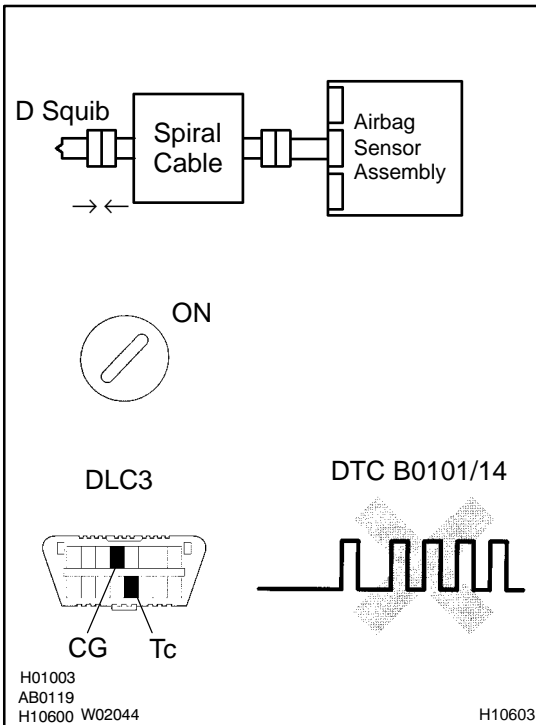 D Squib
Spiral
Cable
Airbag
Sensor
Assembly
ON
DLC3
DTC B0101/14
CG
Tc
H01003
AB0119
H10600 W02044
H10603